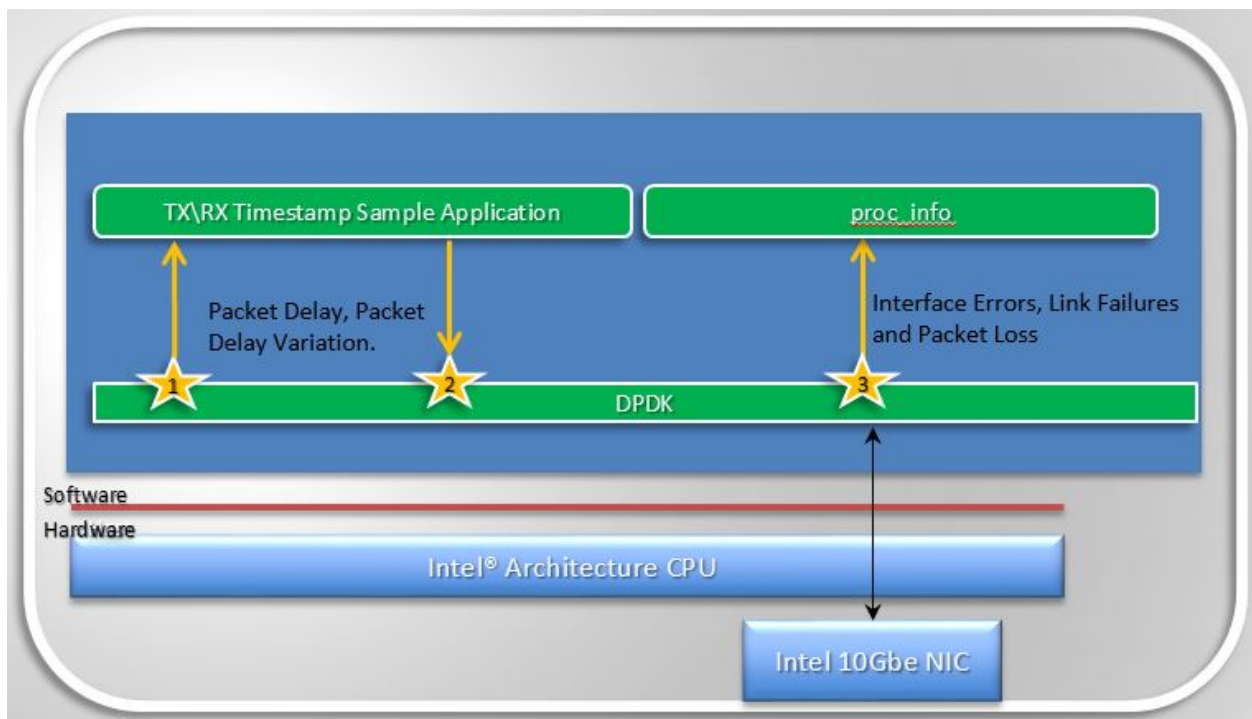 TX\RX Timestamp Sample Application
proc_info
Packet Delay, Packet
Delay Variation.
Interface Errors, Link Failures
and Packet Loss
1
2
3
DPDK
Software
Hardware
Intel® Architecture CPU
Intel 10Gbe NIC